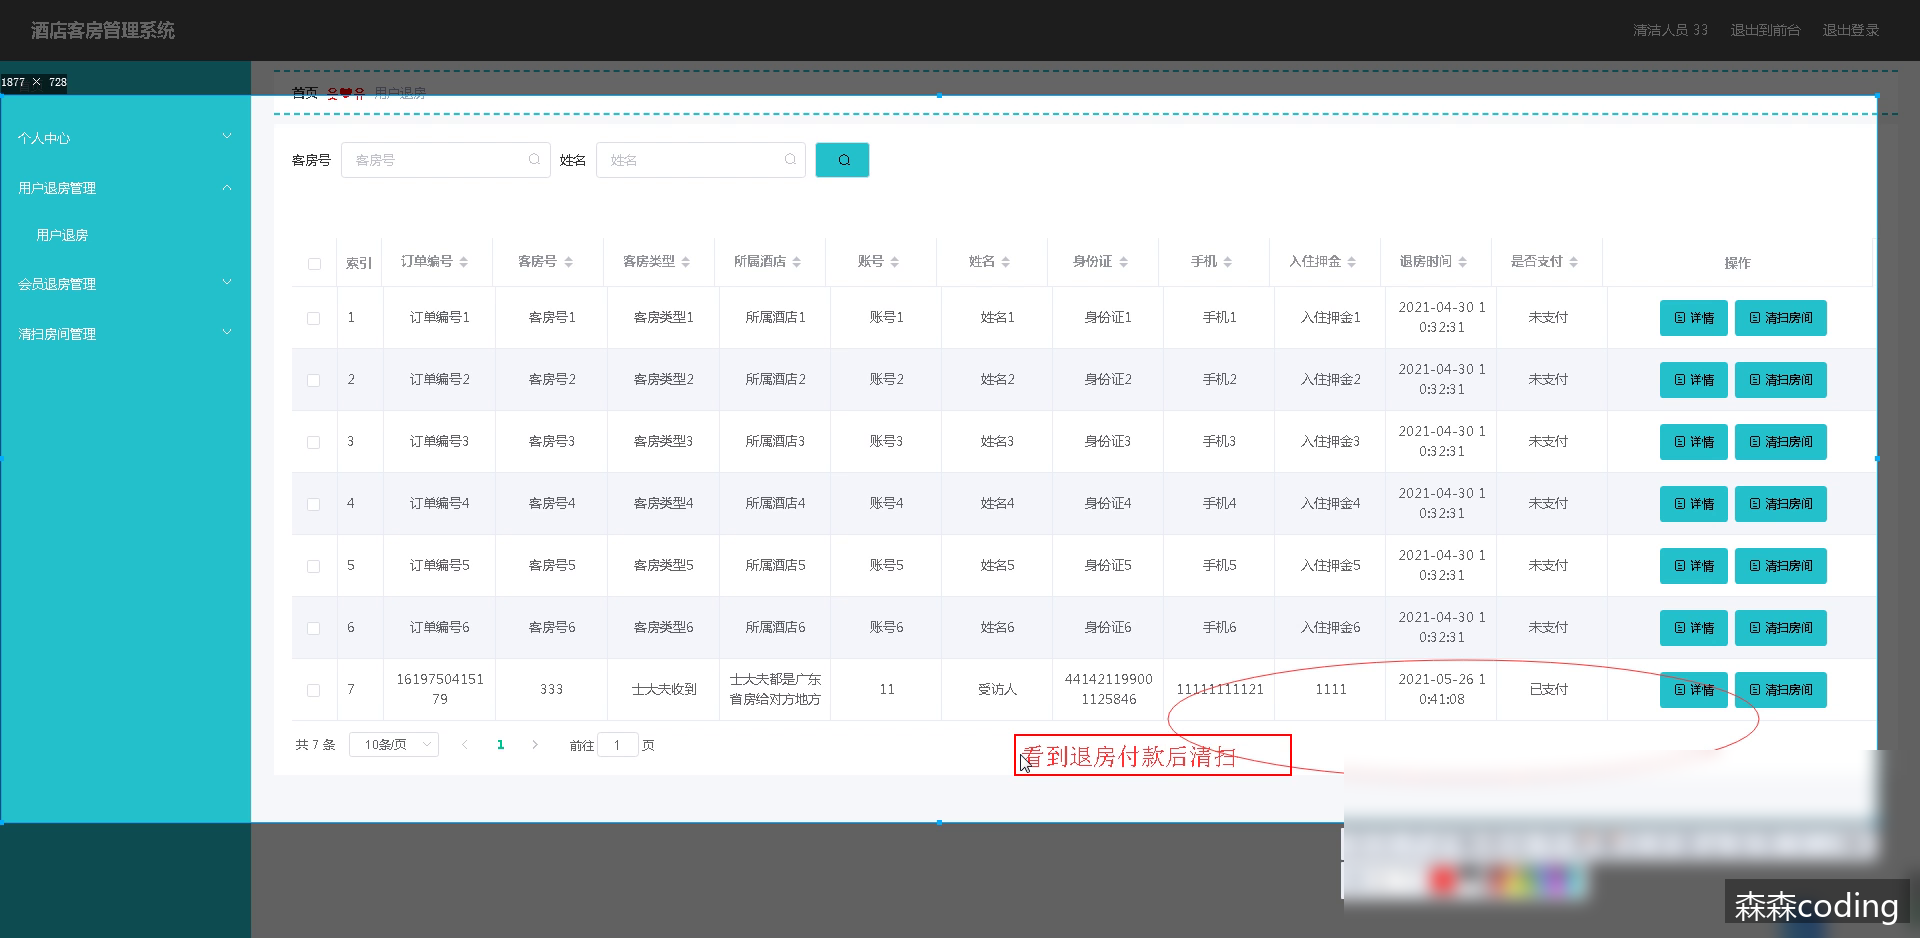 酒店客房管理系统
清洁人员 33 退出到前台 退出登录
1877 × 728
首页 用户退房
个人中心
用户退房管理
用户退房
会员退房管理
清扫房间管理
客房号 客房号 姓名 姓名
索引 订单编号 客房号 客房类型 所属酒店 账号 姓名 身份证 手机 入住押金 退房时间 是否支付 操作
1 订单编号1 客房号1 客房类型1 所属酒店1 账号1 姓名1 身份证1 手机1 入住押金1 2021-04-30 1 未支付 详情 清扫房间
0:32:31
2 订单编号2 客房号2 客房类型2 所属酒店2 账号2 姓名2 身份证2 手机2 入住押金2 2021-04-30 1 未支付 详情 清扫房间
0:32:31
3 订单编号3 客房号3 客房类型3 所属酒店3 账号3 姓名3 身份证3 手机3 入住押金3 2021-04-30 1 未支付 详情 清扫房间
0:32:31
4 订单编号4 客房号4 客房类型4 所属酒店4 账号4 姓名4 身份证4 手机4 入住押金4 2021-04-30 1 未支付 详情 清扫房间
0:32:31
5 订单编号5 客房号5 客房类型5 所属酒店5 账号5 姓名5 身份证5 手机5 入住押金5 2021-04-30 1 未支付 详情 清扫房间
0:32:31
6 订单编号6 客房号6 客房类型6 所属酒店6 账号6 姓名6 身份证6 手机6 入住押金6 2021-04-30 1 未支付 详情 清扫房间
0:32:31
7 16197504151 333 士大夫收到 士大夫都是广东 11 受访人 44142119900 11111111121 1111 2021-05-26 1 已支付 详情 清扫房间
79 省房给对方地方 1125846 0:41:08
共 7 条 10条/页 1 前往 1 页
看到退房付款后清扫
森森coding